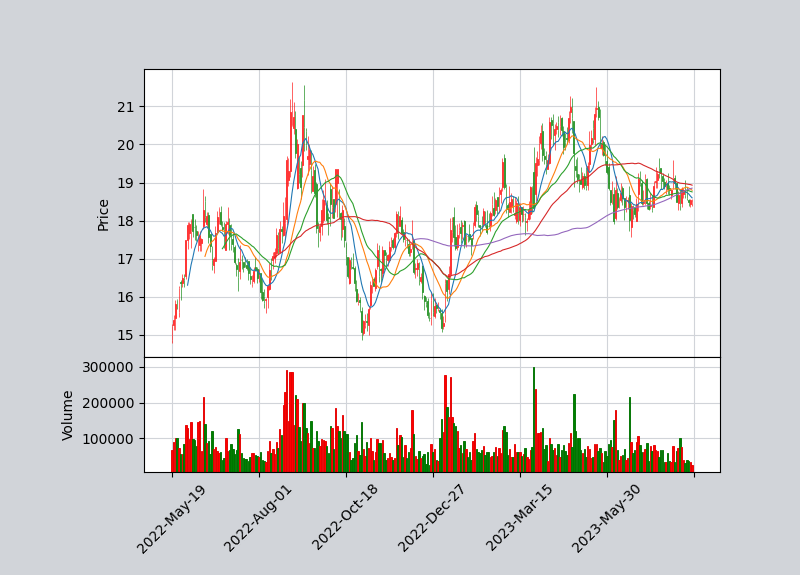 21
20
19
18
17
16
15
Price
300000
200000
100000
Volume
2022-May-19
2022-Aug-01
2022-Oct-18
2022-Dec-27
2023-Mar-15
2023-May-30